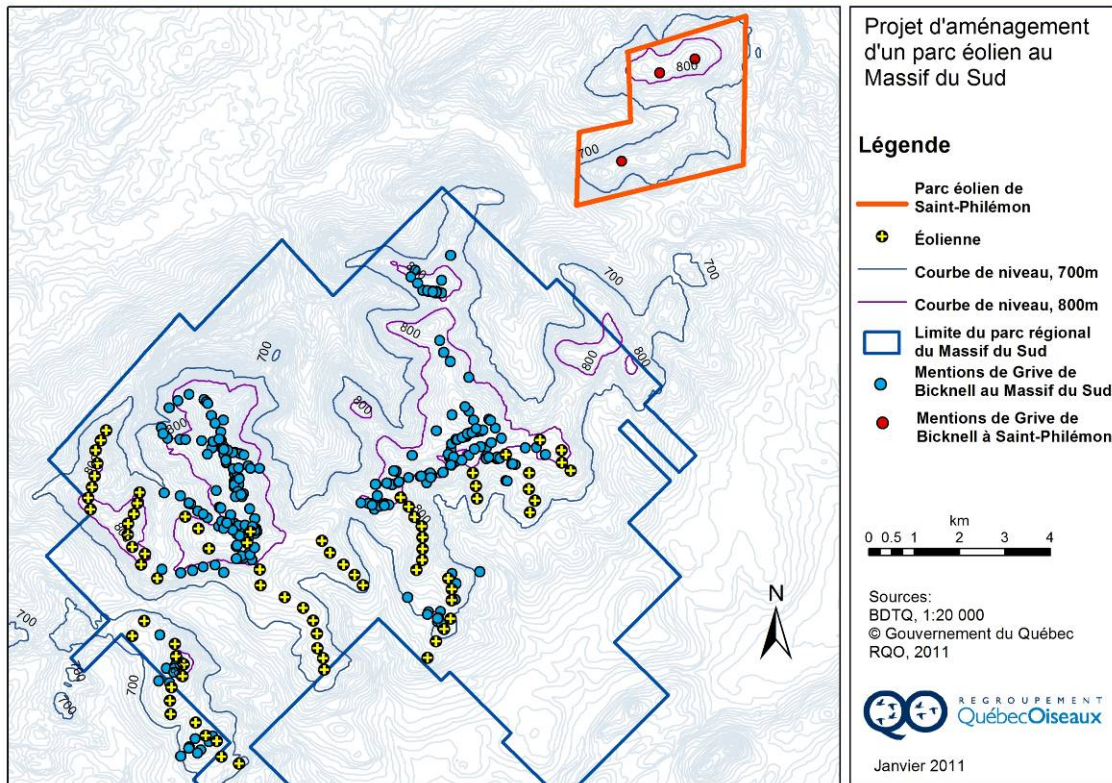 Projet d'aménagement
d'un parc éolien au
Massif du Sud
Légende
Parc éolien de
Saint-Philémon
Éolienne
Courbe de niveau, 700m
Courbe de niveau, 800m
Limite du parc régional
du Massif du Sud
Mentions de Grive de
Bicknell au Massif du Sud
Mentions de Grive de
Bicknell à Saint-Philémon
km
0 0.5 1 2 3 4
N
Sources:
BDTQ, 1:20 000
© Gouvernement du Québec
RQO, 2011
REGROUPEMENT
QuébecOiseaux
Janvier 2011
800
700
800
700
800
800
800
700
800
800
800
800
800
700
700
700
700